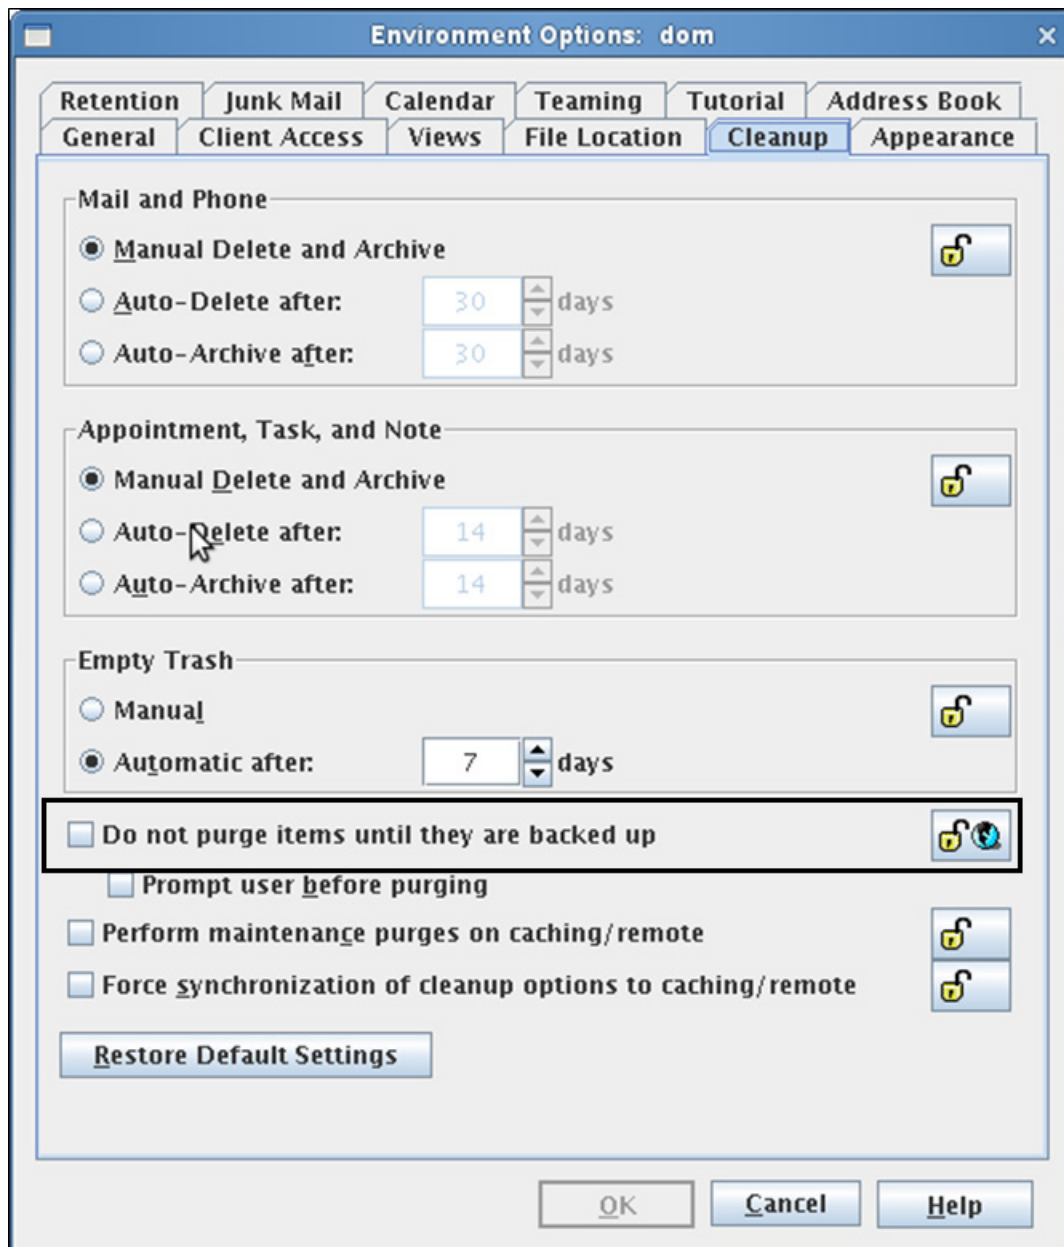 Environment Options: dom
Retention Junk Mail Calendar Teaming Tutorial Address Book
General Client Access Views File Location Cleanup Appearance
Mail and Phone
Manual Delete and Archive
Auto-Delete after: 30 days
Auto-Archive after: 30 days
Appointment, Task, and Note
Manual Delete and Archive
Auto-Delete after: 14 days
Auto-Archive after: 14 days
Empty Trash
Manual
Automatic after: 7 days
Do not purge items until they are backed up
Prompt user before purging
Perform maintenance purges on caching/remote
Force synchronization of cleanup options to caching/remote
Restore Default Settings
OK Cancel Help